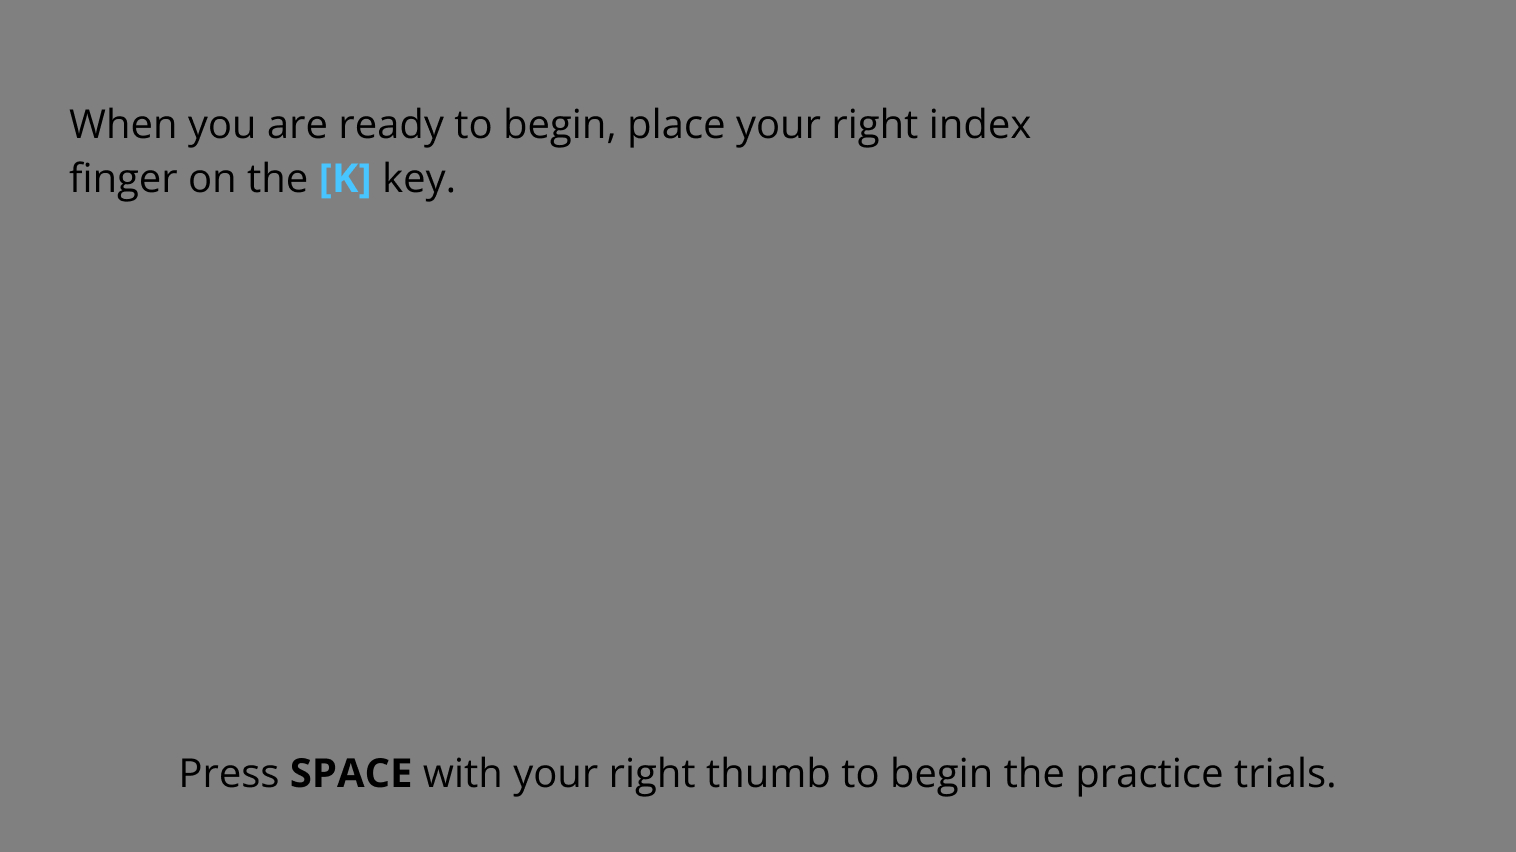 When you are ready to begin, place your right index
finger on the [K] key.
Press SPACE with your right thumb to begin the practice trials.